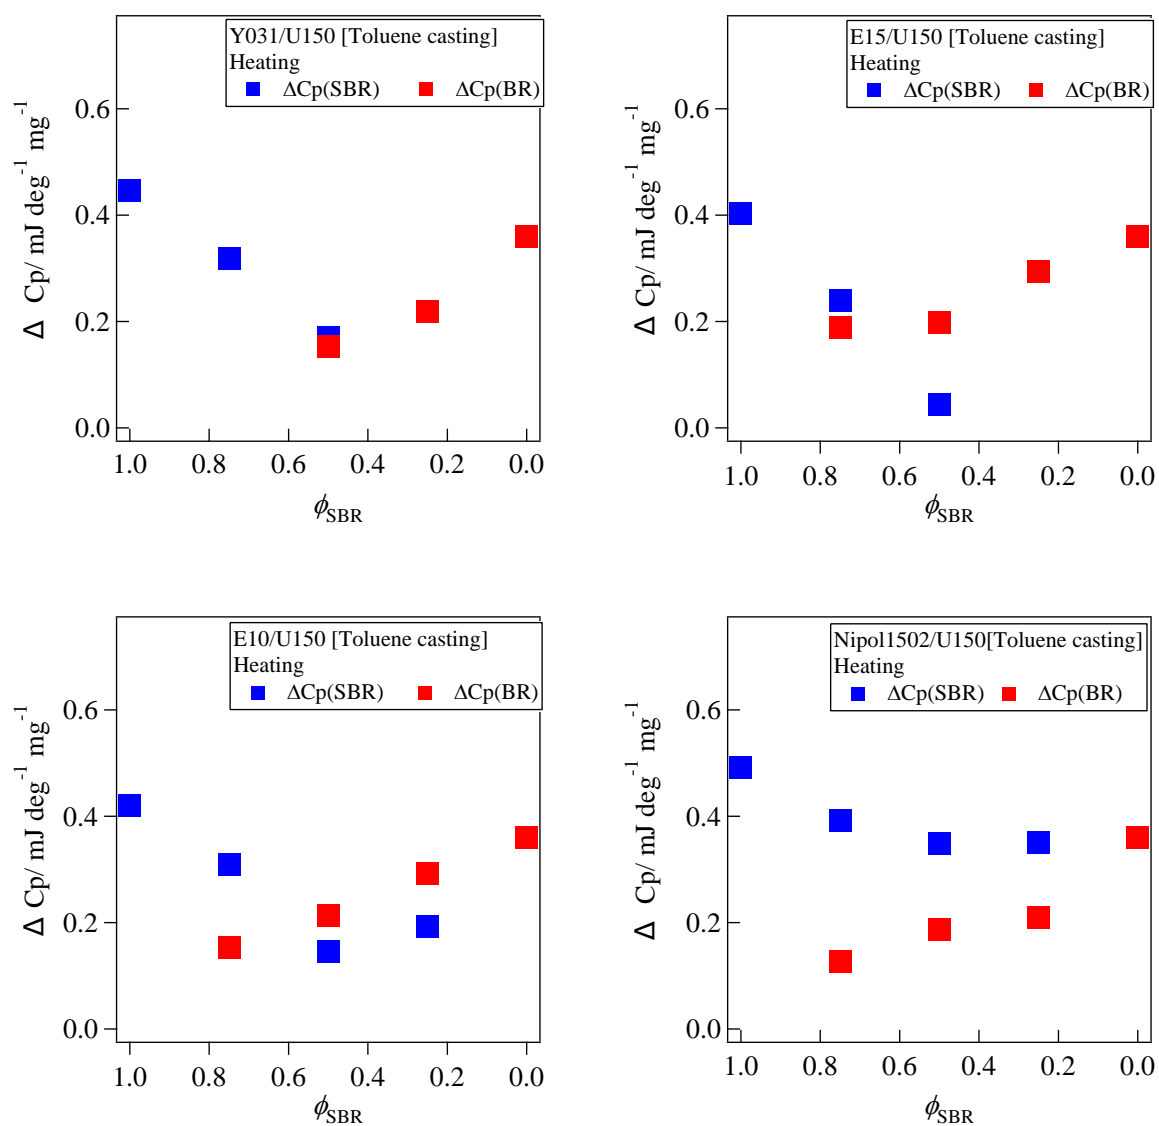 Y031/U150 [Toluene casting]
Heating
ΔCp(SBR) ΔCp(BR)
Δ Cp/ mJ deg⁻¹ mg⁻¹
0.6
0.4
0.2
0.0
1.0 0.8 0.6 0.4 0.2 0.0
ϕSBR
E15/U150 [Toluene casting]
Heating
ΔCp(SBR) ΔCp(BR)
Δ Cp/ mJ deg⁻¹ mg⁻¹
0.6
0.4
0.2
0.0
1.0 0.8 0.6 0.4 0.2 0.0
ϕSBR
E10/U150 [Toluene casting]
Heating
ΔCp(SBR) ΔCp(BR)
Δ Cp/ mJ deg⁻¹ mg⁻¹
0.6
0.4
0.2
0.0
1.0 0.8 0.6 0.4 0.2 0.0
ϕSBR
Nipol1502/U150[Toluene casting]
Heating
ΔCp(SBR) ΔCp(BR)
Δ Cp/ mJ deg⁻¹ mg⁻¹
0.6
0.4
0.2
0.0
1.0 0.8 0.6 0.4 0.2 0.0
ϕSBR